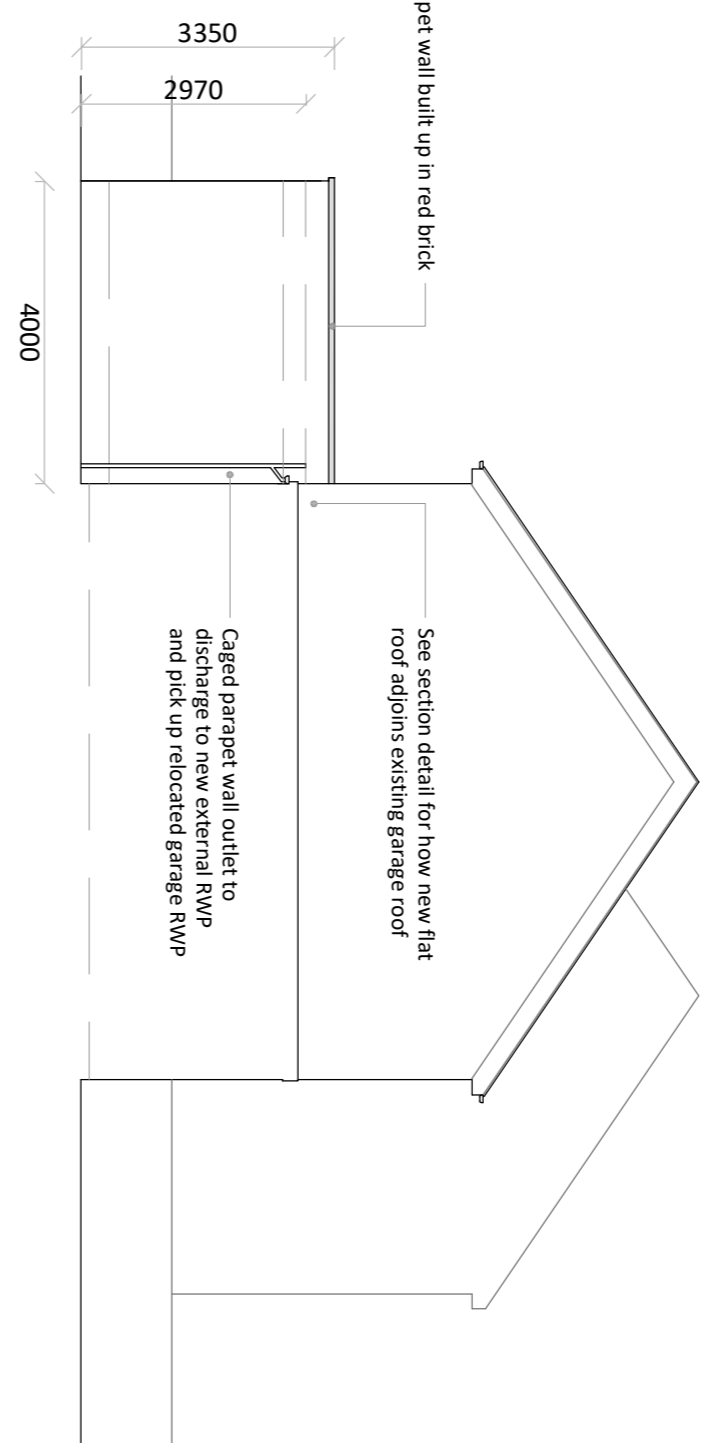 3350
2970
4000
pet wall built up in red brick
See section detail for how new flat
roof adjoins existing garage roof
Caged parapet wall outlet to
discharge to new external RWP
and pick up relocated garage RWP